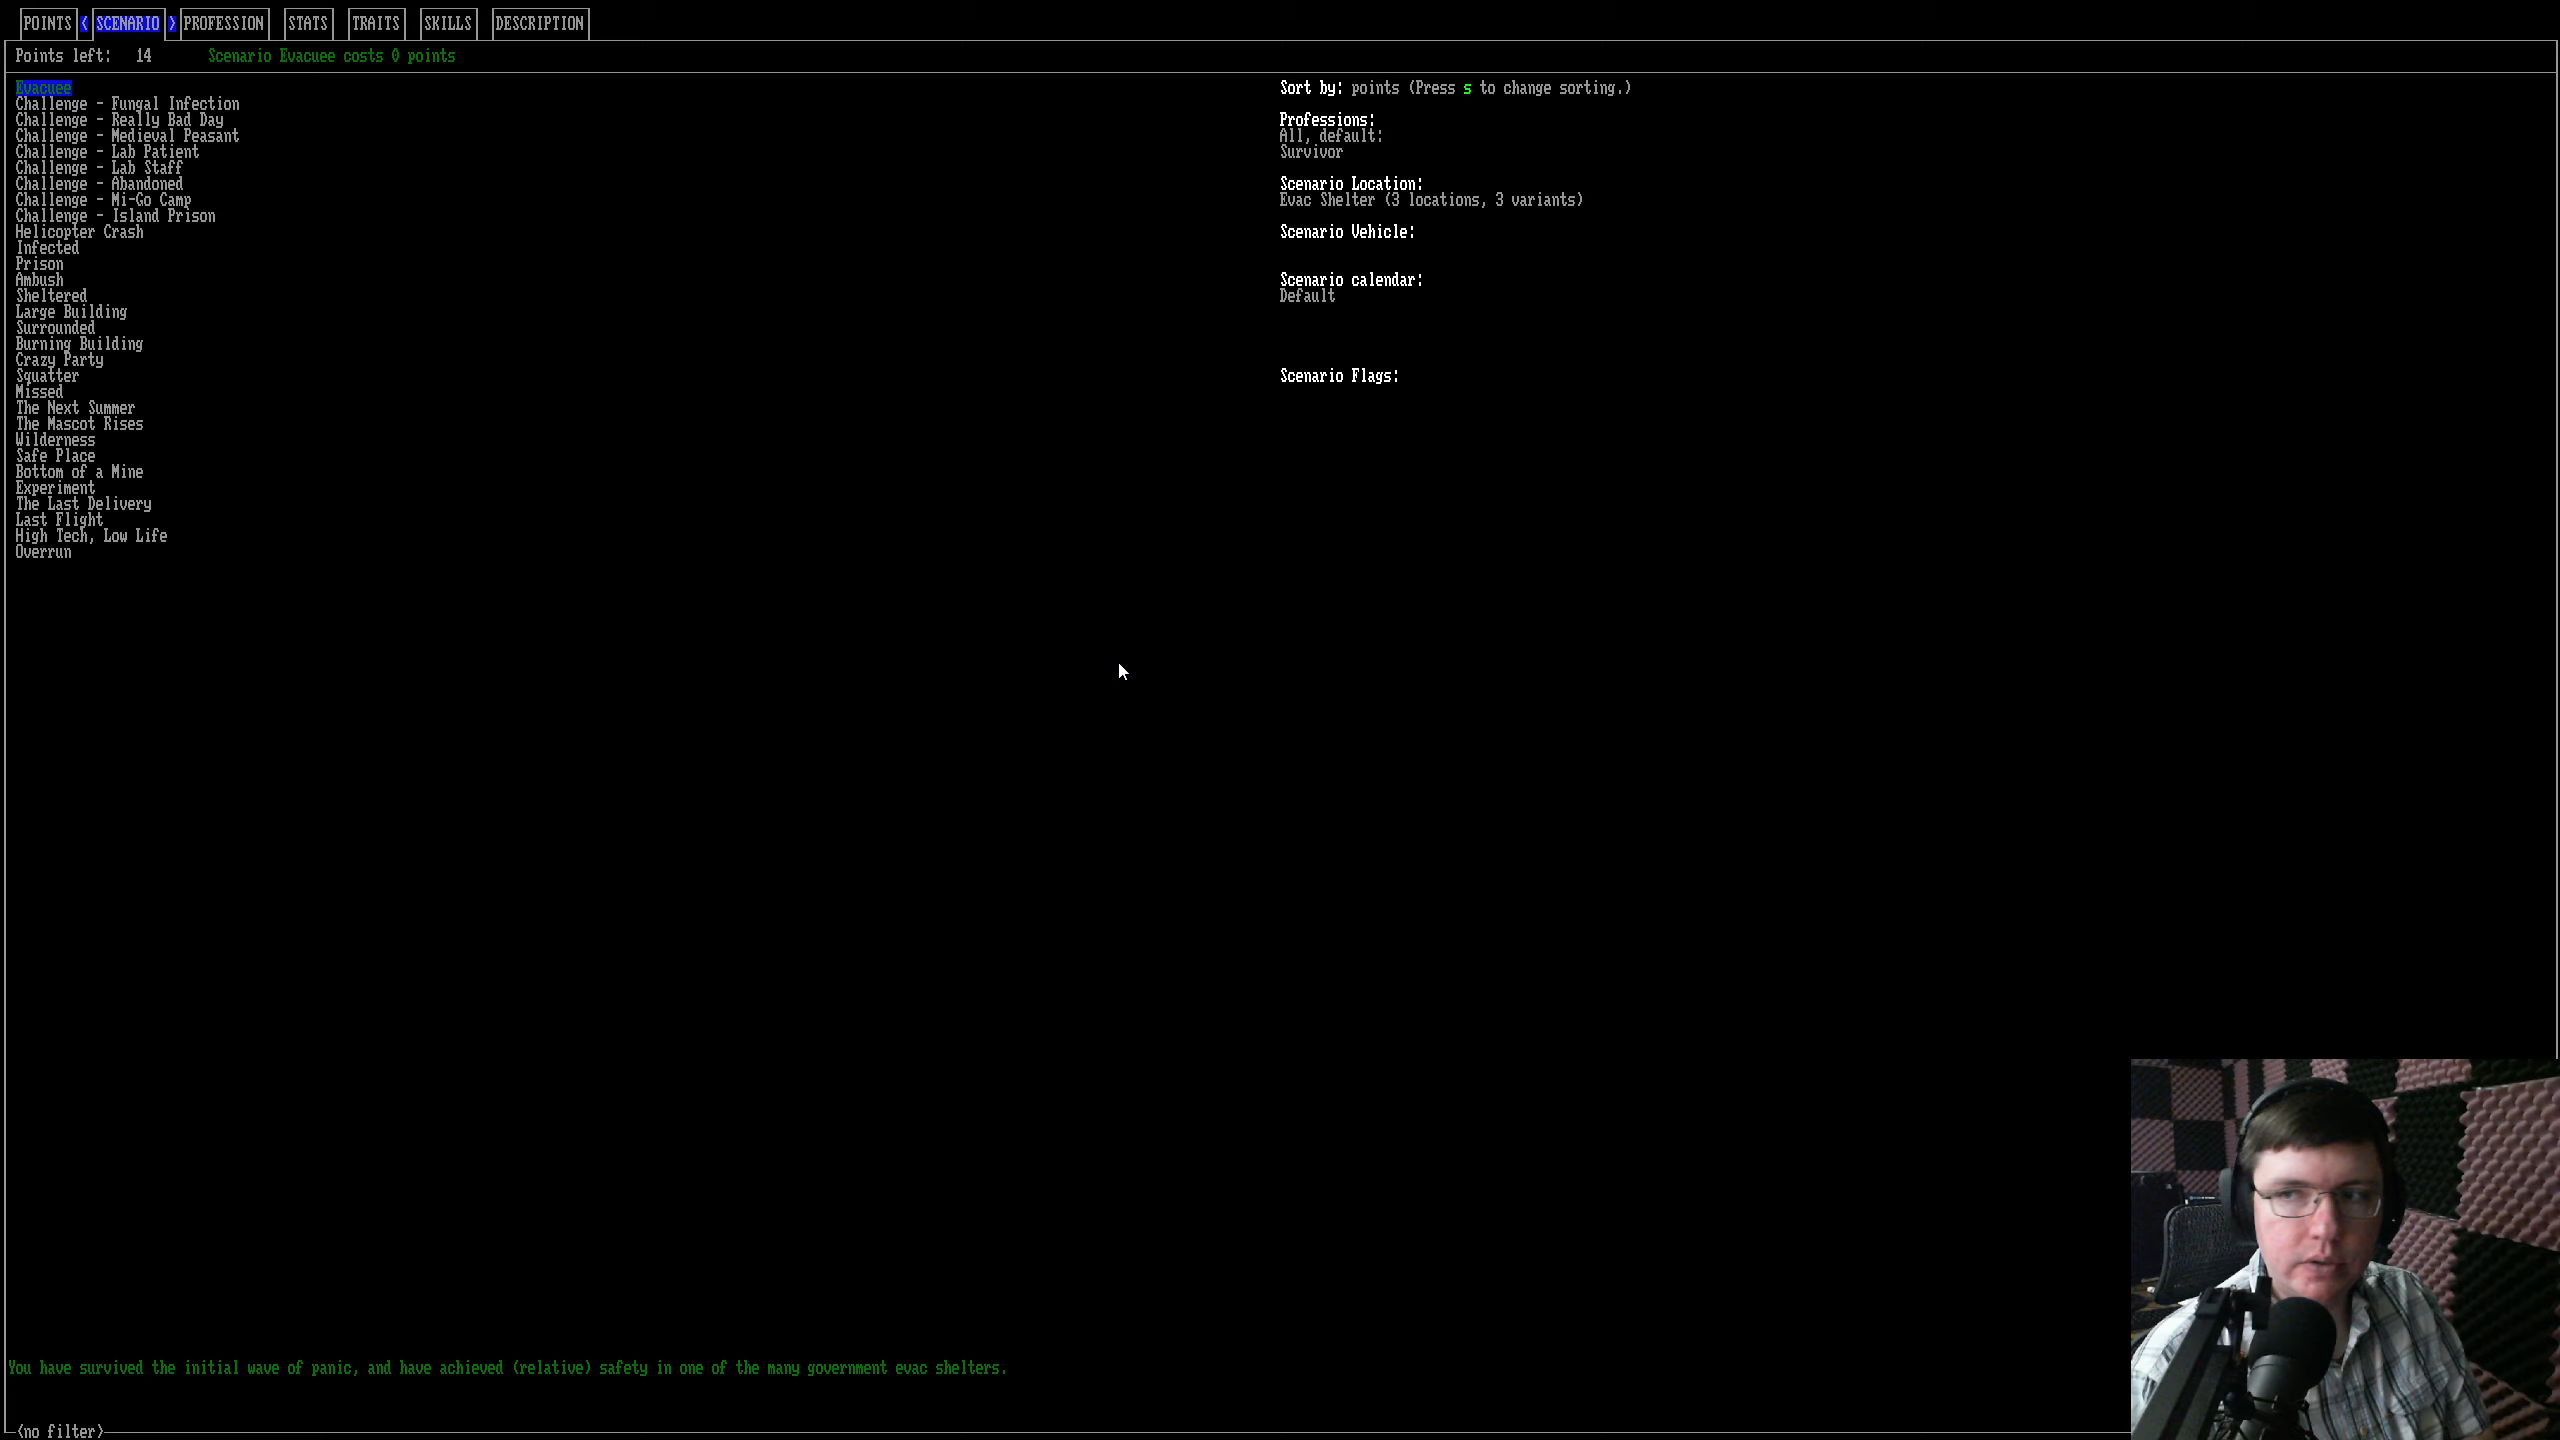 POINTS < SCENARIO > PROFESSION STATS TRAITS SKILLS DESCRIPTION
Points left: 14 Scenario Evacuee costs 0 points
Evacuee
Challenge - Fungal Infection
Challenge - Really Bad Day
Challenge - Medieval Peasant
Challenge - Lab Patient
Challenge - Lab Staff
Challenge - Abandoned
Challenge - Mi-Go Camp
Challenge - Island Prison
Helicopter Crash
Infected
Prison
Ambush
Sheltered
Large Building
Surrounded
Burning Building
Crazy Party
Squatter
Missed
The Next Summer
The Mascot Rises
Wilderness
Safe Place
Bottom of a Mine
Experiment
The Last Delivery
Last Flight
High Tech, Low Life
Overrun
Sort by: points (Press s to change sorting.)
Professions:
All, default:
Survivor
Scenario Location:
Evac Shelter (3 locations, 3 variants)
Scenario Vehicle:
Scenario calendar:
Default
Scenario Flags:
You have survived the initial wave of panic, and have achieved (relative) safety in one of the many government evac shelters.
<no filter>